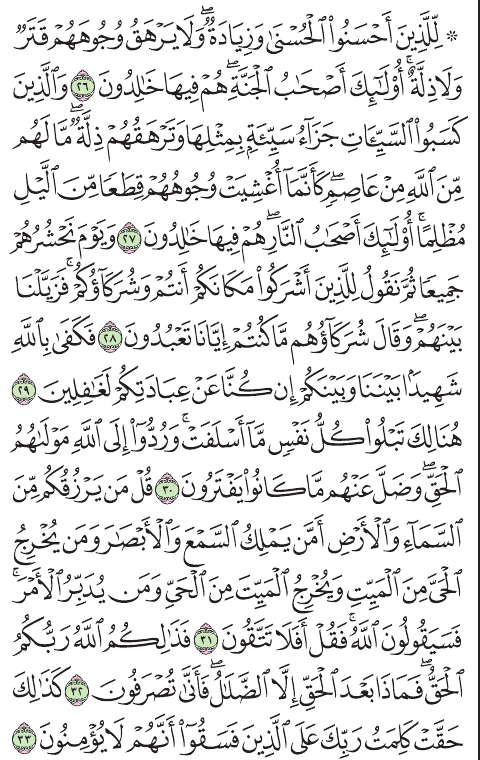 ۞ لِّلَّذِينَ أَحْسَنُوا۟ ٱلْحُسْنَىٰ وَزِيَادَةٌ ۖ وَلَا يَرْهَقُ وُجُوهَهُمْ قَتَرٌ
وَلَا ذِلَّةٌ ۚ أُو۟لَـٰٓئِكَ أَصْحَـٰبُ ٱلْجَنَّةِ ۖ هُمْ فِيهَا خَـٰلِدُونَ ٢٦ وَٱلَّذِينَ
كَسَبُوا۟ ٱلسَّيِّـَٔاتِ جَزَآءُ سَيِّئَةٍۭ بِمِثْلِهَا وَتَرْهَقُهُمْ ذِلَّةٌ ۖ مَّا لَهُم
مِّنَ ٱللَّهِ مِنْ عَاصِمٍ ۖ كَأَنَّمَآ أُغْشِيَتْ وُجُوهُهُمْ قِطَعًا مِّنَ ٱلَّيْلِ
مُظْلِمًا ۚ أُو۟لَـٰٓئِكَ أَصْحَـٰبُ ٱلنَّارِ ۖ هُمْ فِيهَا خَـٰلِدُونَ ٢٧ وَيَوْمَ نَحْشُرُهُمْ
جَمِيعًا ثُمَّ نَقُولُ لِلَّذِينَ أَشْرَكُوا۟ مَكَانَكُمْ أَنتُمْ وَشُرَكَآؤُكُمْ ۚ فَزَيَّلْنَا
بَيْنَهُمْ ۖ وَقَالَ شُرَكَآؤُهُم مَّا كُنتُمْ إِيَّانَا تَعْبُدُونَ ٢٨ فَكَفَىٰ بِٱللَّهِ
شَهِيدًۢا بَيْنَنَا وَبَيْنَكُمْ إِن كُنَّا عَنْ عِبَادَتِكُمْ لَغَـٰفِلِينَ ٢٩
هُنَالِكَ تَبْلُوا۟ كُلُّ نَفْسٍ مَّآ أَسْلَفَتْ ۚ وَرُدُّوٓا۟ إِلَى ٱللَّهِ مَوْلَىٰهُمُ
ٱلْحَقِّ ۖ وَضَلَّ عَنْهُم مَّا كَانُوا۟ يَفْتَرُونَ ٣٠ قُلْ مَن يَرْزُقُكُم مِّنَ
ٱلسَّمَآءِ وَٱلْأَرْضِ أَمَّن يَمْلِكُ ٱلسَّمْعَ وَٱلْأَبْصَـٰرَ وَمَن يُخْرِجُ
ٱلْحَىَّ مِنَ ٱلْمَيِّتِ وَيُخْرِجُ ٱلْمَيِّتَ مِنَ ٱلْحَىِّ وَمَن يُدَبِّرُ ٱلْأَمْرَ ۚ
فَسَيَقُولُونَ ٱللَّهُ ۚ فَقُلْ أَفَلَا تَتَّقُونَ ٣١ فَذَٰلِكُمُ ٱللَّهُ رَبُّكُمُ
ٱلْحَقُّ ۖ فَمَاذَا بَعْدَ ٱلْحَقِّ إِلَّا ٱلضَّلَـٰلُ ۖ فَأَنَّىٰ تُصْرَفُونَ ٣٢ كَذَٰلِكَ
حَقَّتْ كَلِمَتُ رَبِّكَ عَلَى ٱلَّذِينَ فَسَقُوٓا۟ أَنَّهُمْ لَا يُؤْمِنُونَ ٣٣